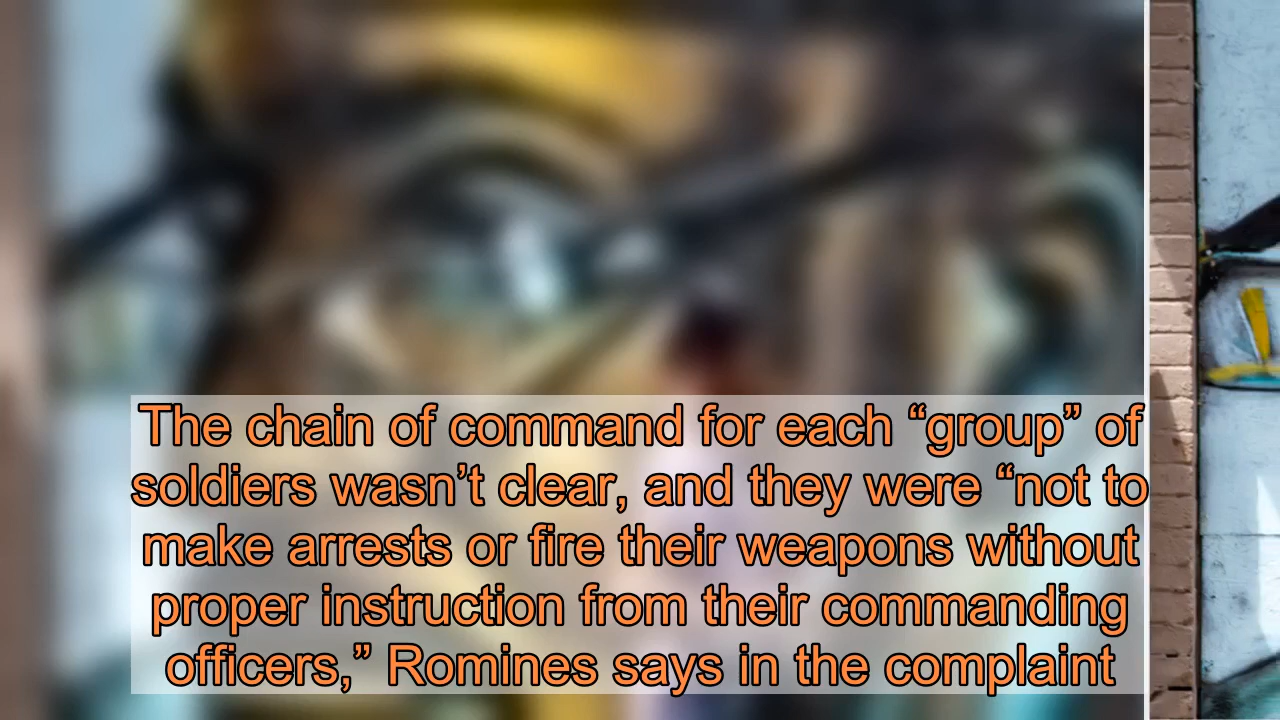 The chain of command for each “group” of
soldiers wasn’t clear, and they were “not to
make arrests or fire their weapons without
proper instruction from their commanding
officers,” Romines says in the complaint